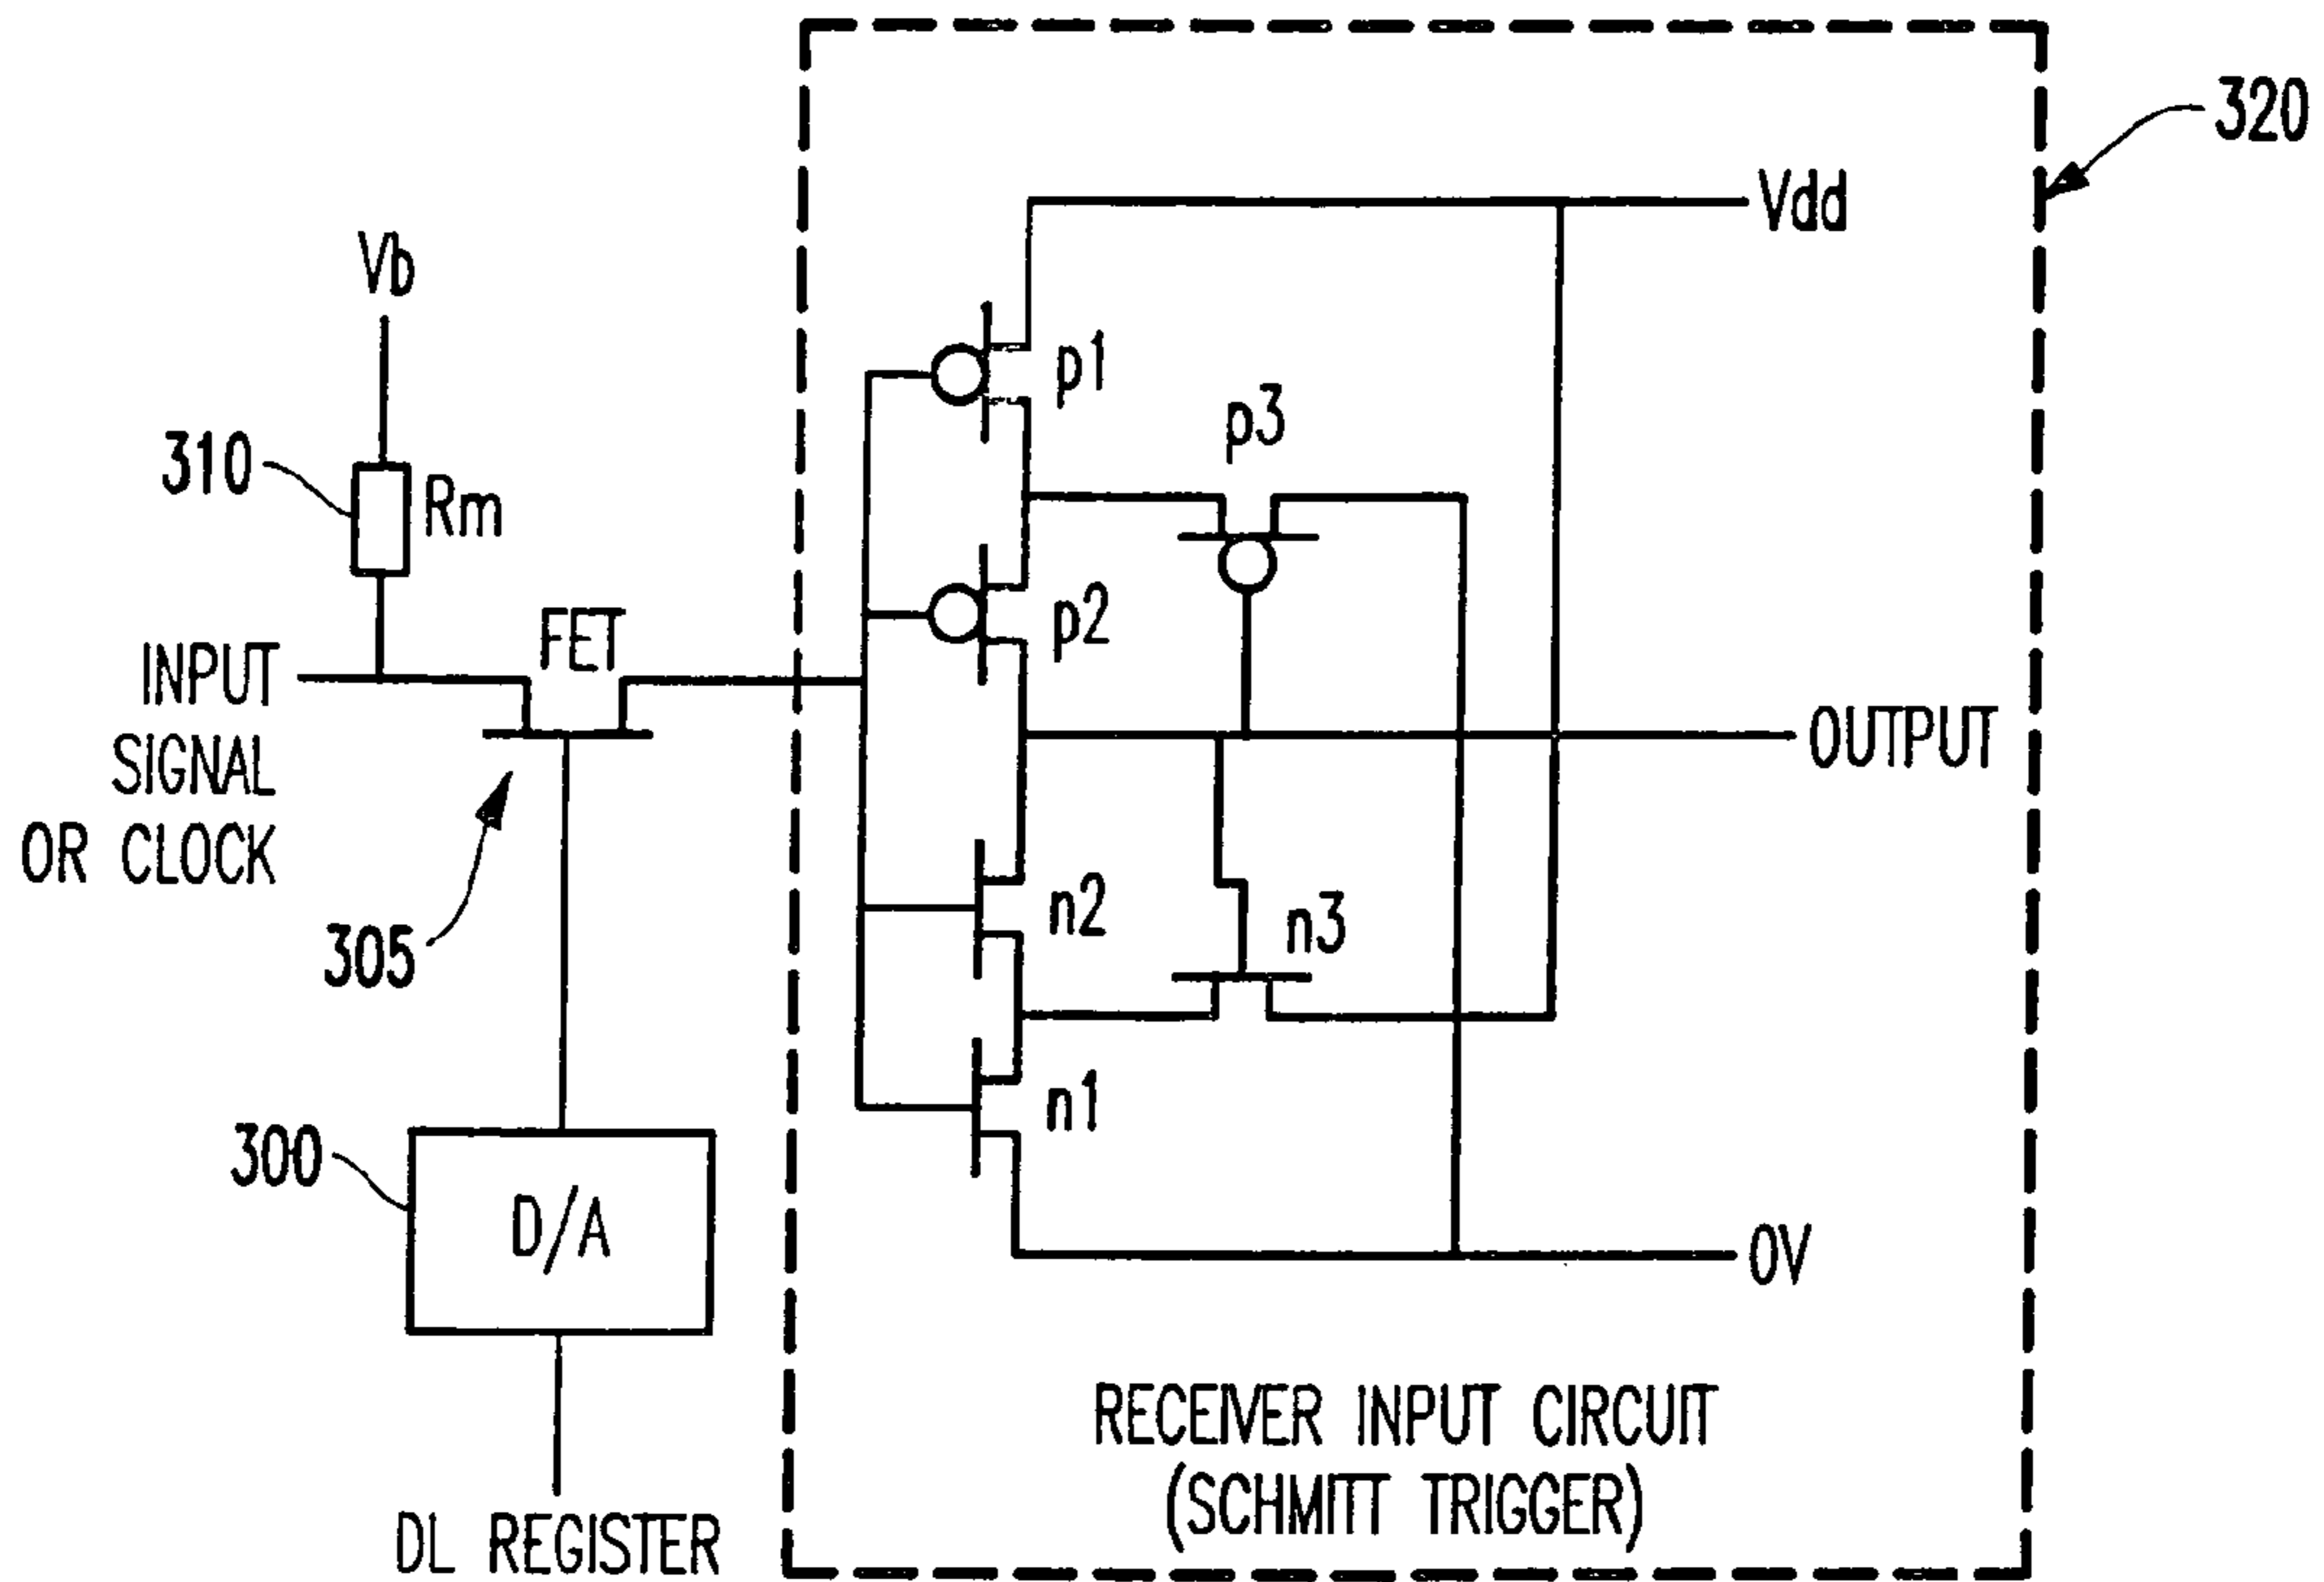 320
Vdd
Vb
p1
p3
310
Rm
p2
FET
INPUT
SIGNAL
OR CLOCK
OUTPUT
n2
n3
305
n1
300
D/A
0V
RECEIVER INPUT CIRCUIT
(SCHMITT TRIGGER)
DL REGISTER